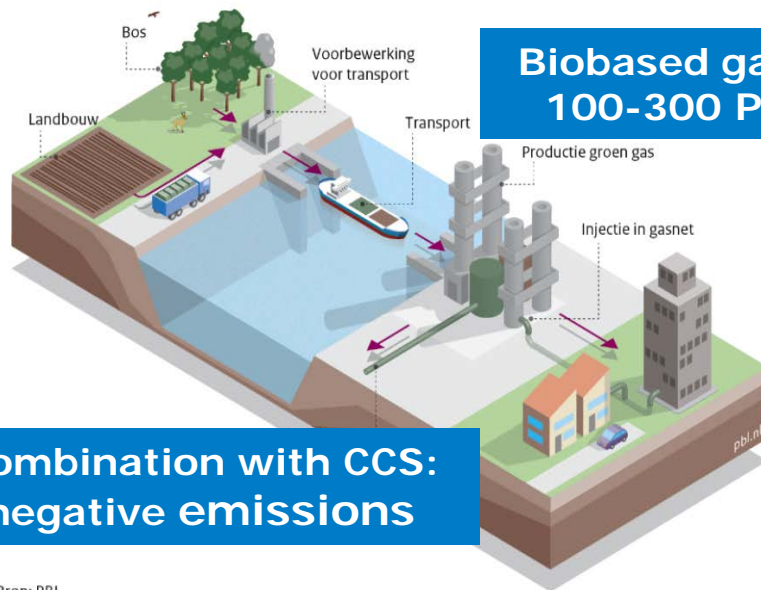 Bos
Voorbewerking
voor transport
Biobased ga
100-300 P
Landbouw
Transport
Productie groen gas
Injectie in gasnet
pbl.nl
ombination with CCS:
negative emissions